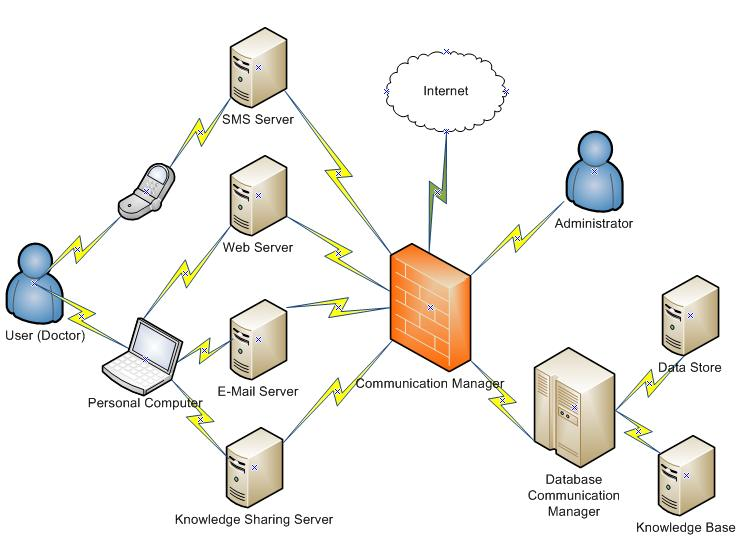 SMS Server
Internet
Administrator
Web Server
User (Doctor)
Personal Computer
E-Mail Server
Communication Manager
Data Store
Database
Communication
Manager
Knowledge Sharing Server
Knowledge Base